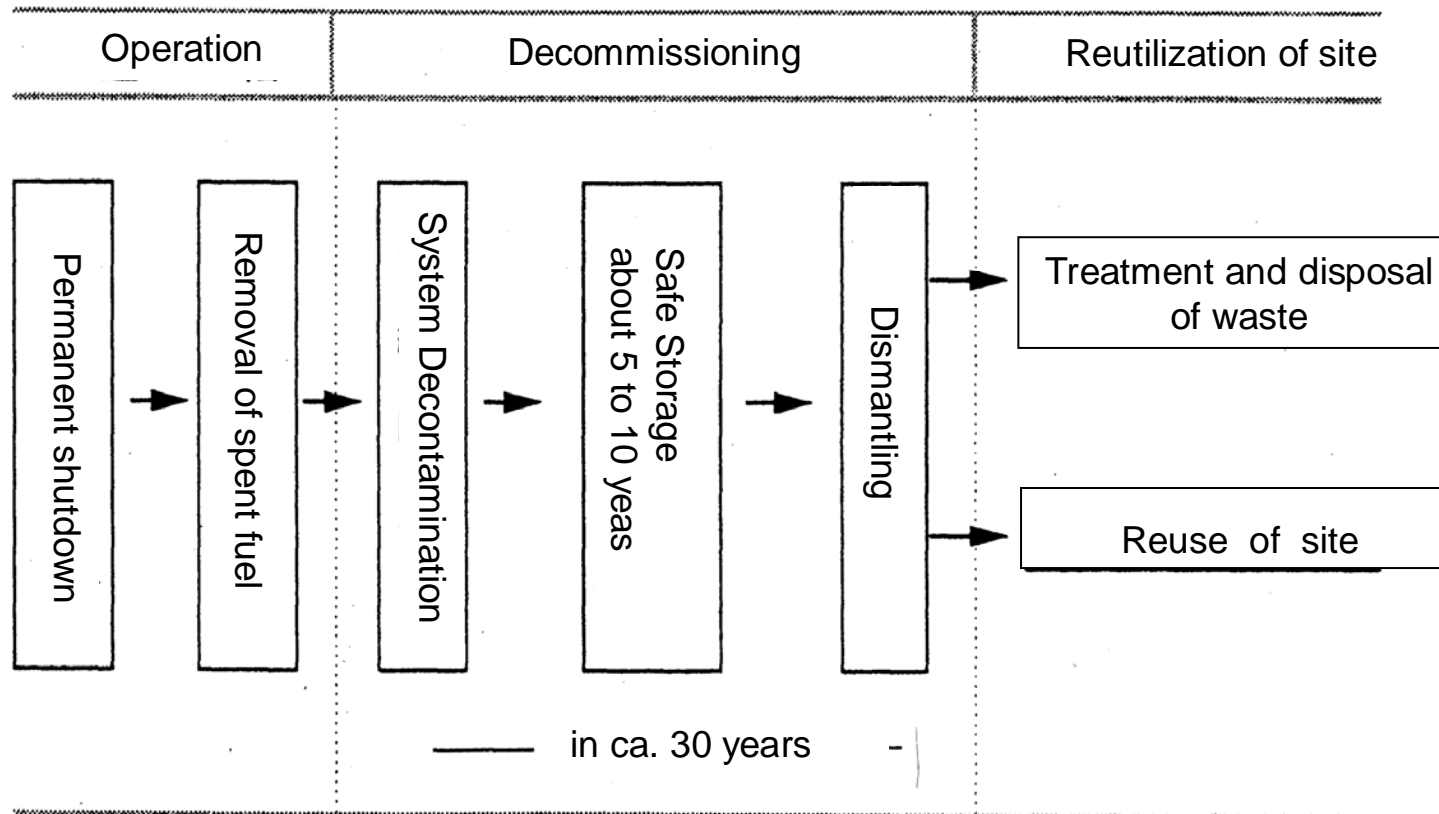 Operation
Decommissioning
Reutilization of site
Permanent shutdown
Removal of spent fuel
System Decontamination
Safe Storage
about 5 to 10 yeas
Dismantling
Treatment and disposal
of waste
Reuse of site
in ca. 30 years